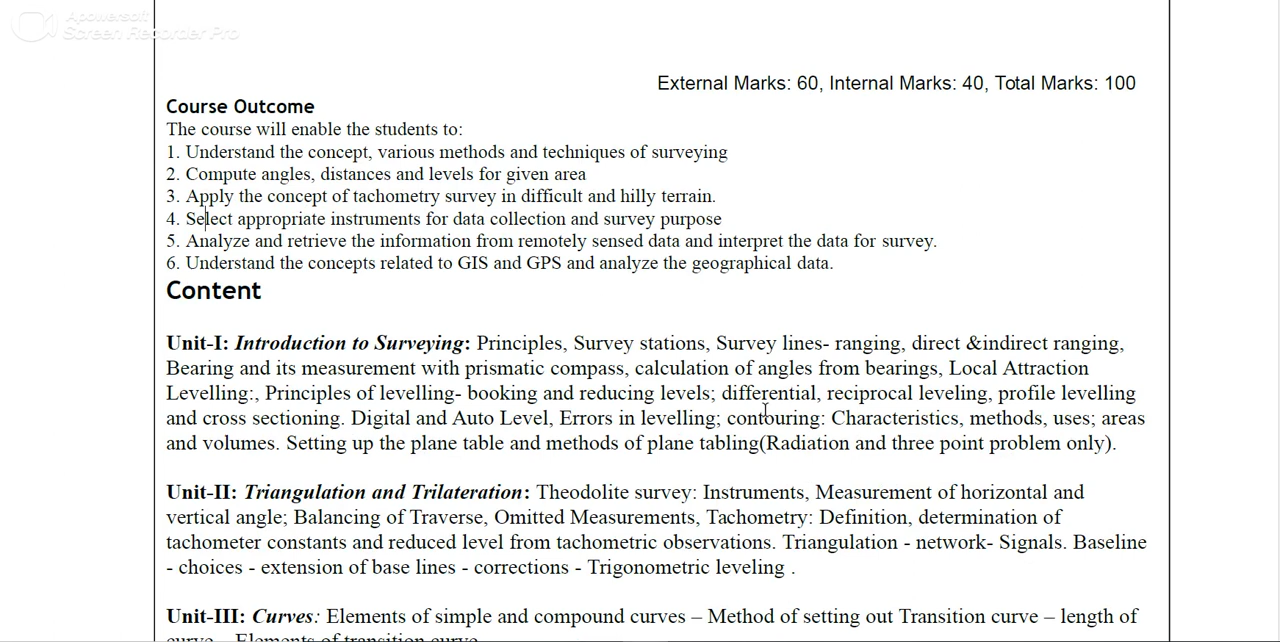 Apowersoft
Screen Recorder Pro
External Marks: 60, Internal Marks: 40, Total Marks: 100
Course Outcome
The course will enable the students to:
1. Understand the concept, various methods and techniques of surveying
2. Compute angles, distances and levels for given area
3. Apply the concept of tachometry survey in difficult and hilly terrain.
4. Select appropriate instruments for data collection and survey purpose
5. Analyze and retrieve the information from remotely sensed data and interpret the data for survey.
6. Understand the concepts related to GIS and GPS and analyze the geographical data.
Content
Unit-I: Introduction to Surveying: Principles, Survey stations, Survey lines- ranging, direct &indirect ranging,
Bearing and its measurement with prismatic compass, calculation of angles from bearings, Local Attraction
Levelling:, Principles of levelling- booking and reducing levels; differential, reciprocal leveling, profile levelling
and cross sectioning. Digital and Auto Level, Errors in levelling; contouring: Characteristics, methods, uses; areas
and volumes. Setting up the plane table and methods of plane tabling(Radiation and three point problem only).
Unit-II: Triangulation and Trilateration: Theodolite survey: Instruments, Measurement of horizontal and
vertical angle; Balancing of Traverse, Omitted Measurements, Tachometry: Definition, determination of
tachometer constants and reduced level from tachometric observations. Triangulation - network- Signals. Baseline
- choices - extension of base lines - corrections - Trigonometric leveling .
Unit-III: Curves: Elements of simple and compound curves – Method of setting out Transition curve – length of
curve – Elements of transition curve